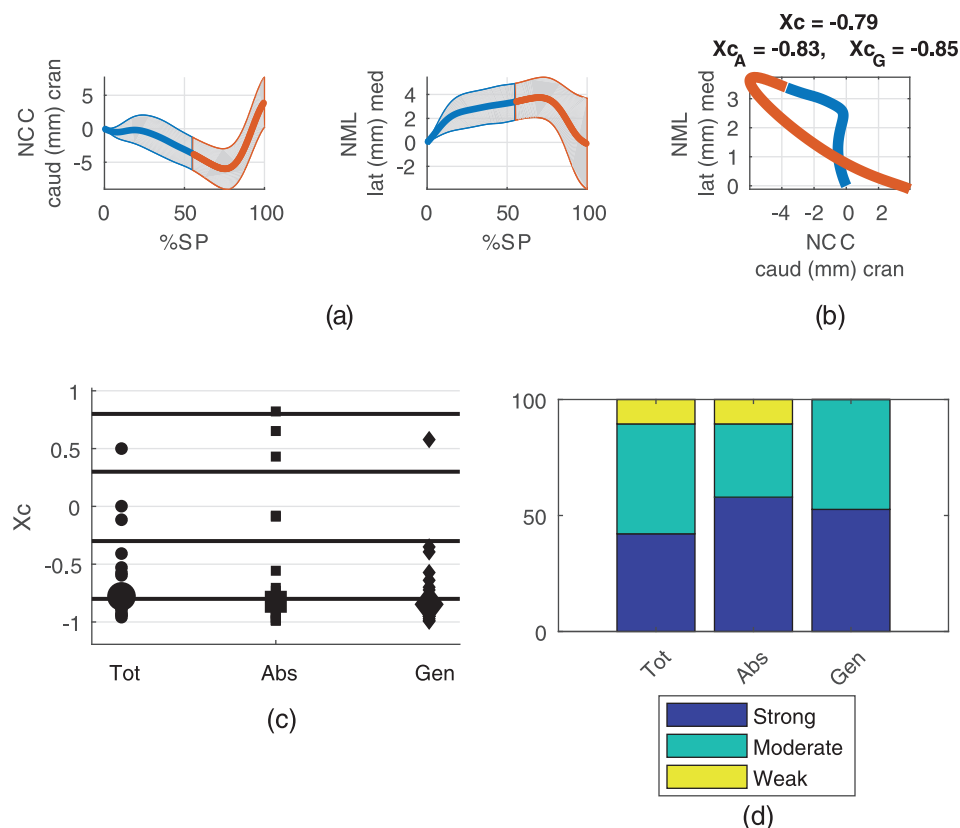 NCC
caud (mm) cran
5
0
-5
0
50
100
%SP
NML
lat (mm) med
4
2
0
-2
0
50
100
%SP
(a)
Xc = -0.79
XcA = -0.83, XcG = -0.85
NML
lat (mm) med
3
2
1
0
-4
-2
0
2
NCC
caud (mm) cran
(b)
Xc
1
0.5
0
-0.5
-1
Tot
Abs
Gen
(c)
100
50
0
Tot
Abs
Gen
Strong
Moderate
Weak
(d)